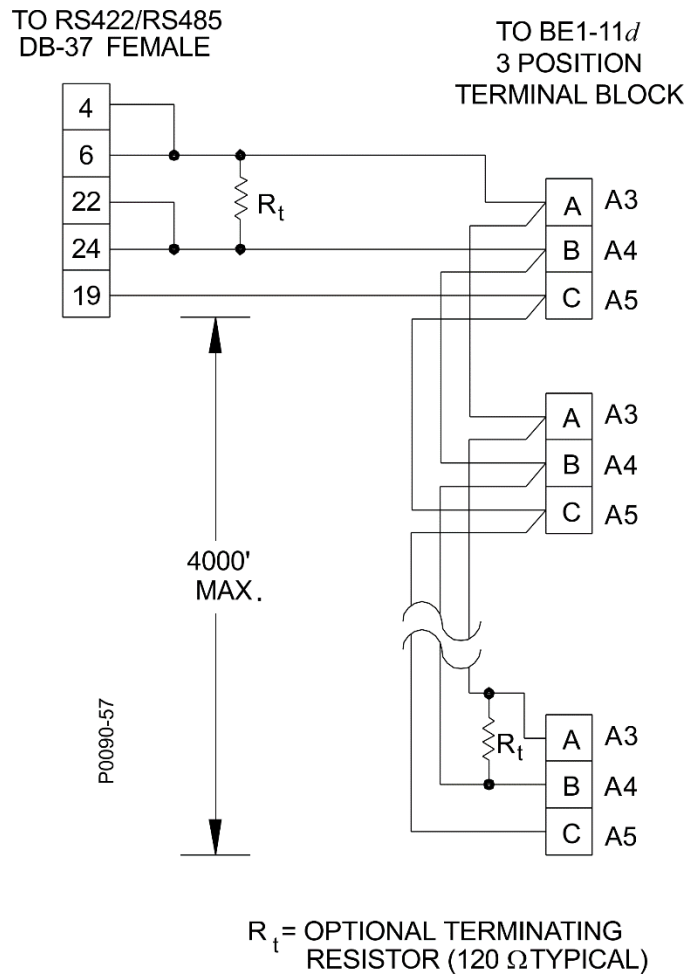 TO RS422/RS485
DB-37 FEMALE
TO BE1-11d
3 POSITION
TERMINAL BLOCK
4
6
22
24
19
Rt
A A3
B A4
C A5
A A3
B A4
C A5
4000'
MAX.
P0090-57
Rt
A A3
B A4
C A5
Rt = OPTIONAL TERMINATING
RESISTOR (120 Ω TYPICAL)